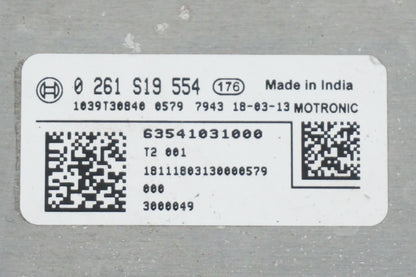 0 261 S19 554 176 Made in India
1039T30840 0579 7943 18-03-13 MOTRONIC
63541031000
T2 001
18111803130000579
000
3000049